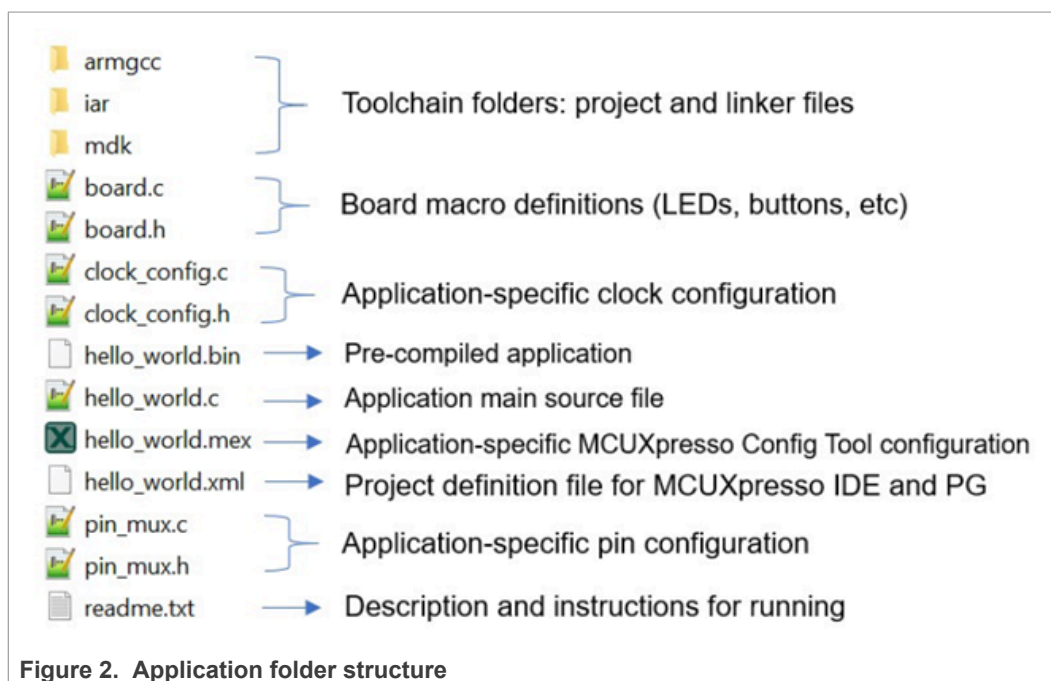 armgcc
iar
mdk
Toolchain folders: project and linker files
board.c
board.h
Board macro definitions (LEDs, buttons, etc)
clock_config.c
clock_config.h
Application-specific clock configuration
hello_world.bin Pre-compiled application
hello_world.c Application main source file
hello_world.mex Application-specific MCUXpresso Config Tool configuration
hello_world.xml Project definition file for MCUXpresso IDE and PG
pin_mux.c
pin_mux.h
Application-specific pin configuration
readme.txt Description and instructions for running
Figure 2. Application folder structure